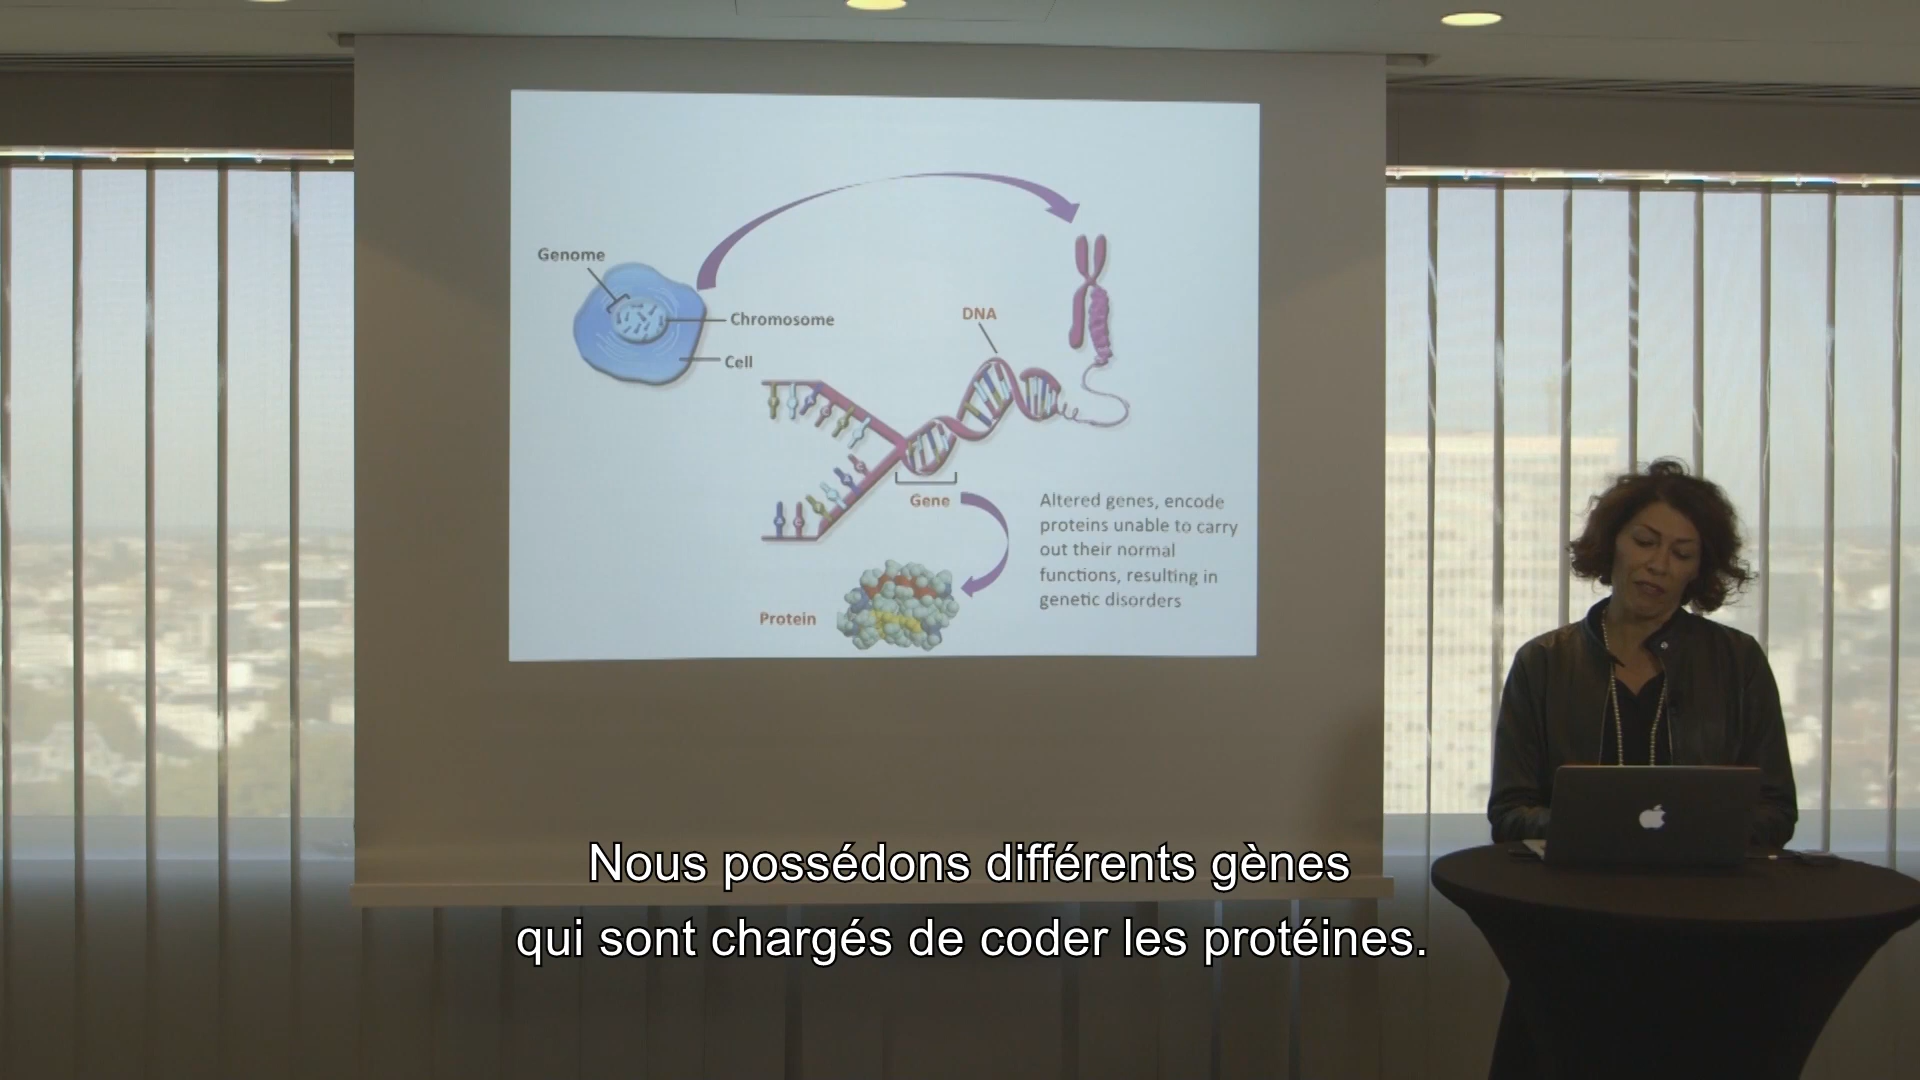 Genome
Chromosome
Cell
DNA
Gene
Protein
Altered genes, encode
proteins unable to carry
out their normal
functions, resulting in
genetic disorders
Nous possédons différents gènes
qui sont chargés de coder les protéines.